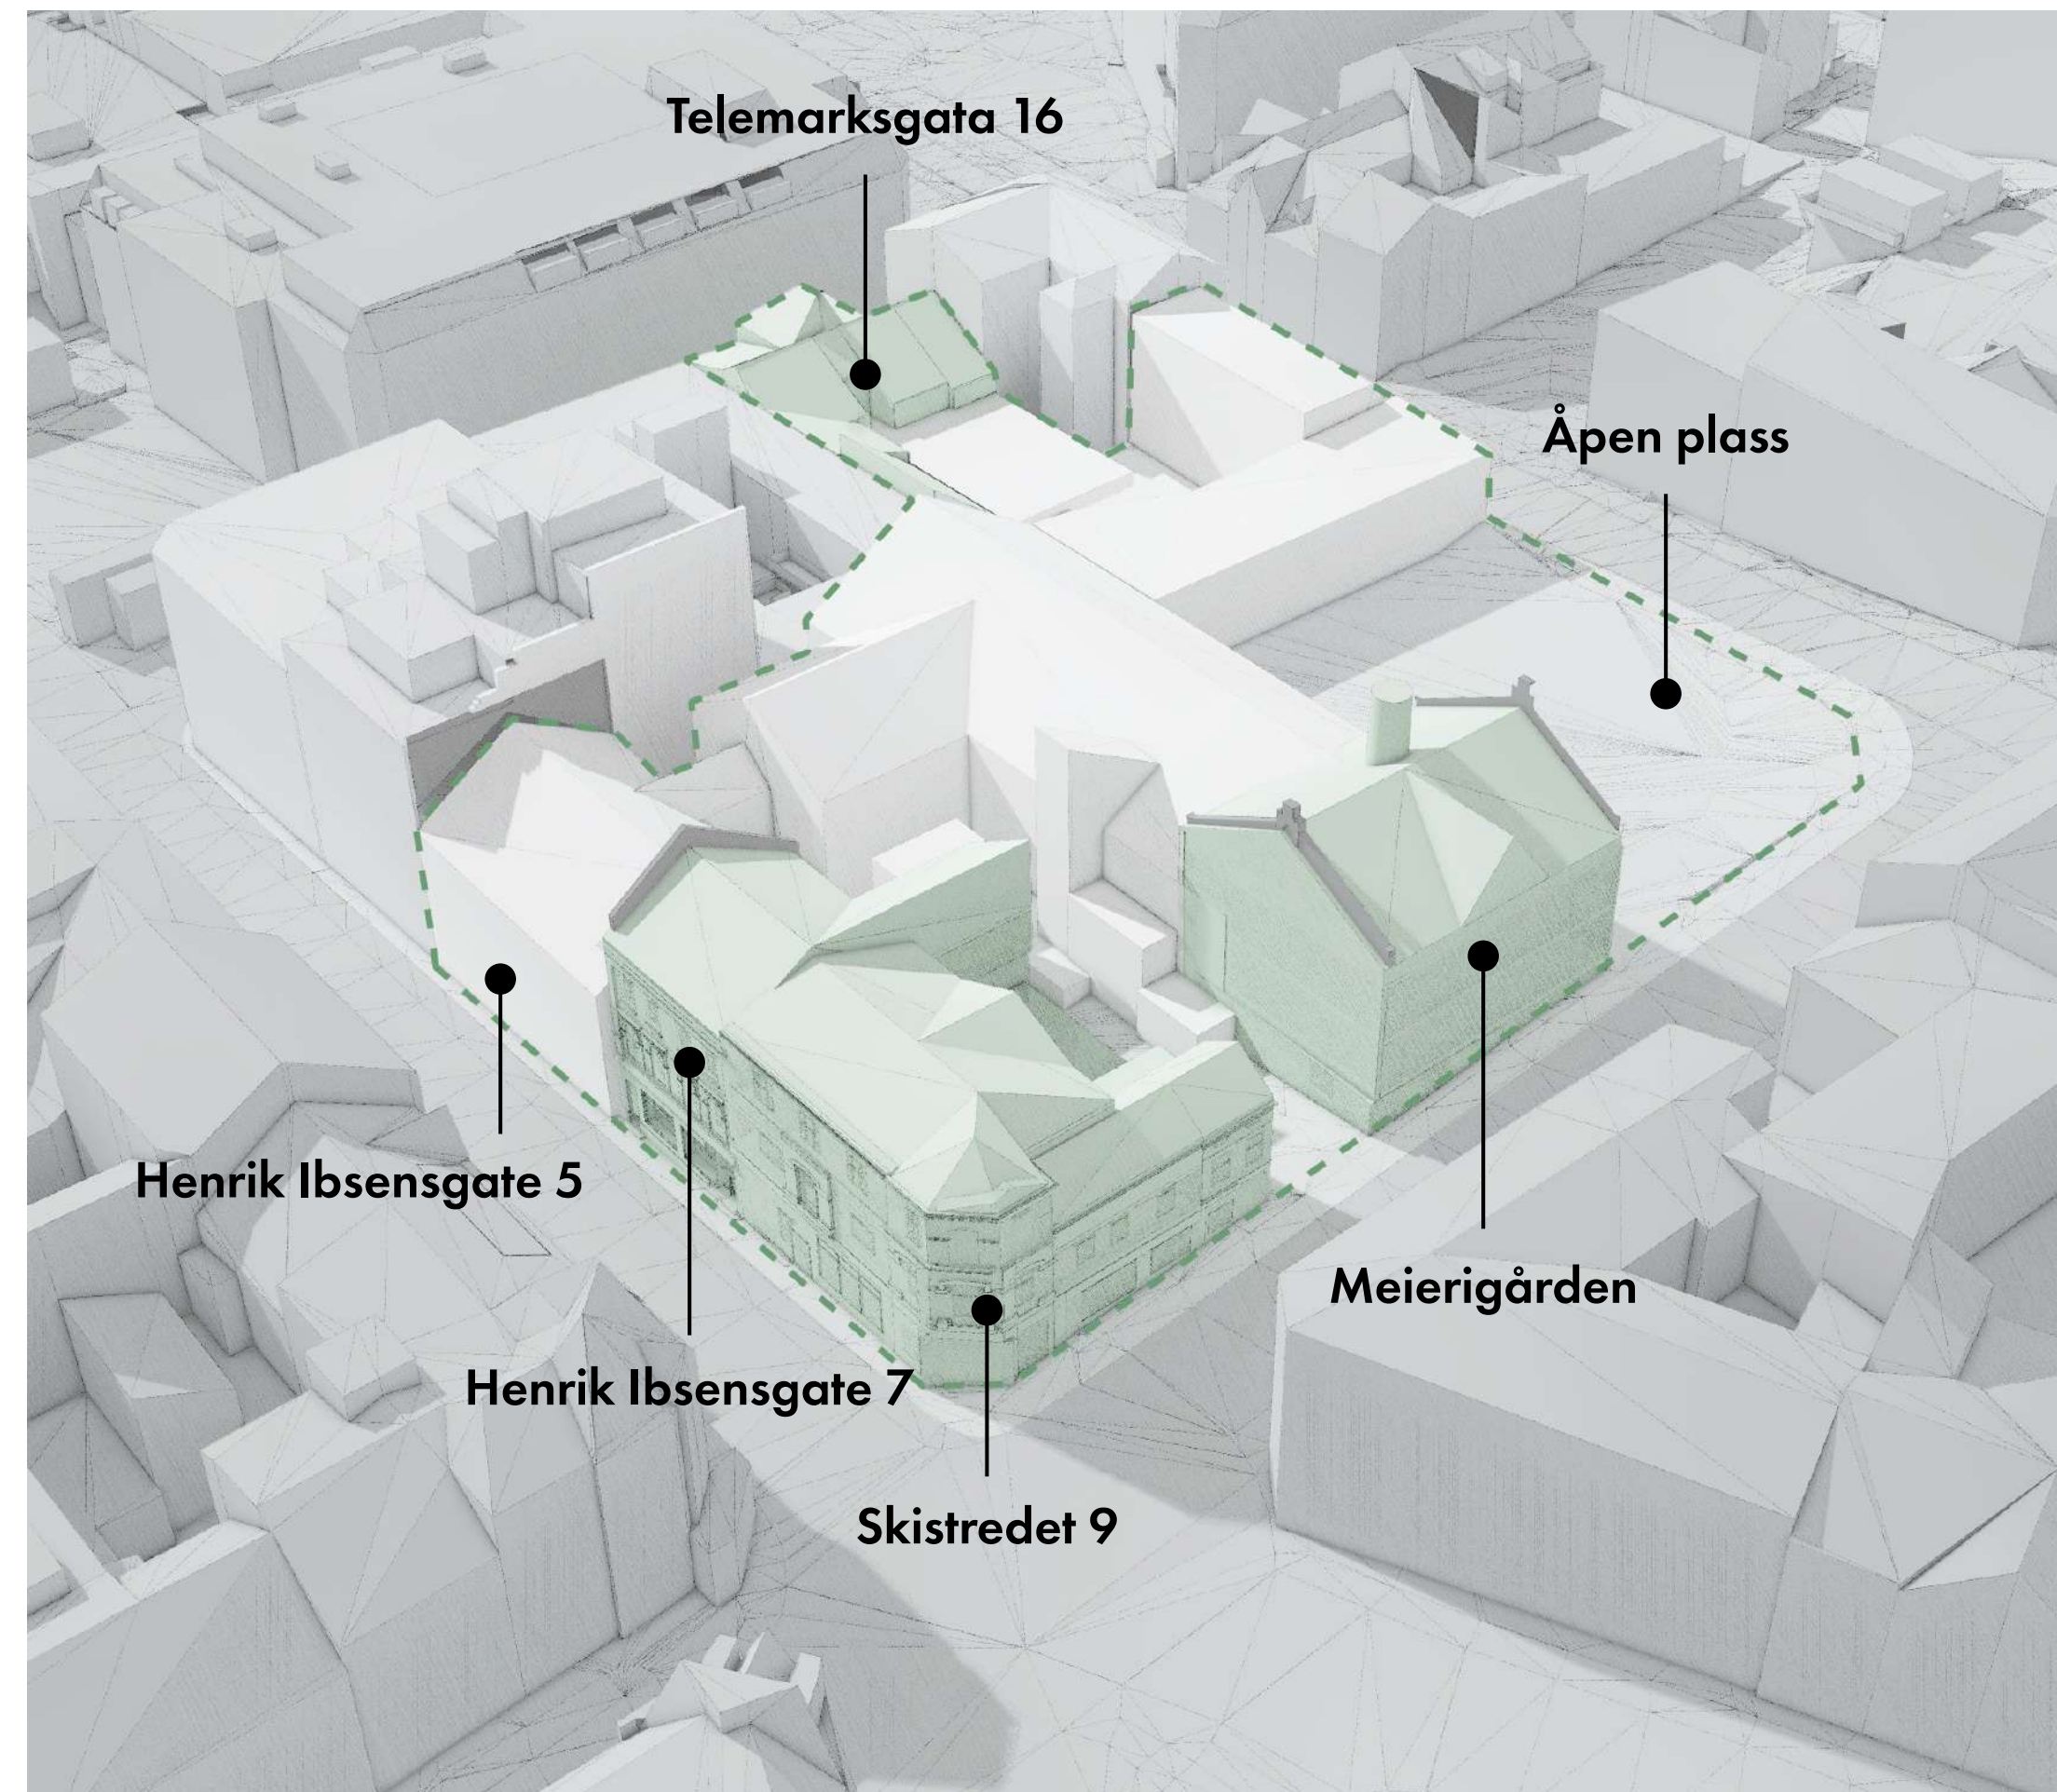 Telemarksgata 16
Åpen plass
Henrik Ibsensgate 5
Meierigården
Henrik Ibsensgate 7
Skistredet 9